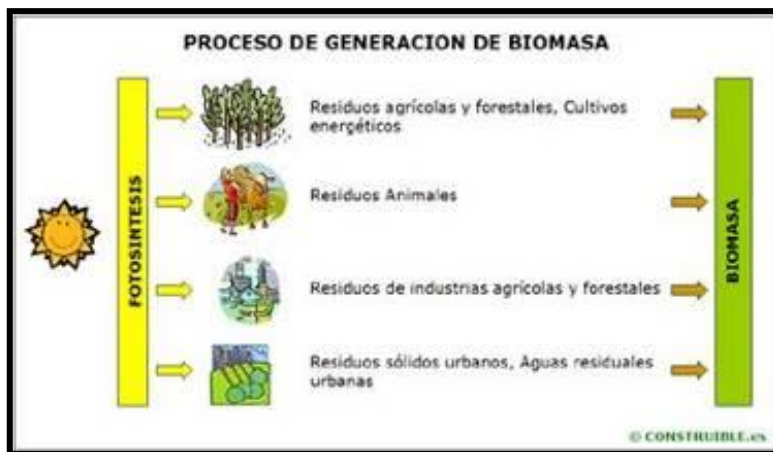 PROCESO DE GENERACION DE BIOMASA
FOTOSINTESIS
Residuos agrícolas y forestales, Cultivos
energéticos
Residuos Animales
Residuos de industrias agrícolas y forestales
Residuos sólidos urbanos, Aguas residuales
urbanas
BIOMASA
© CONSTRUIBLE.es